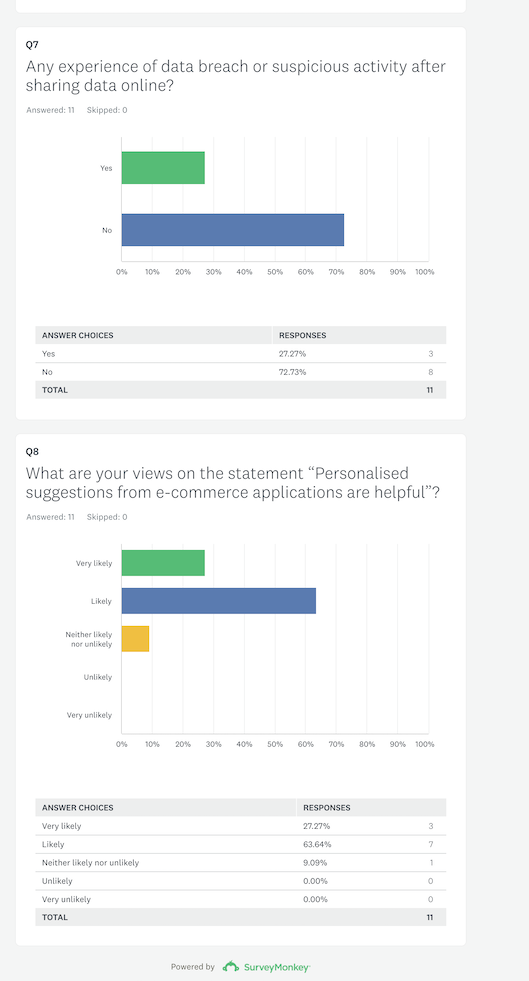 Q7
Any experience of data breach or suspicious activity after
sharing data online?
Answered: 11 Skipped: 0
Yes
No
0% 10% 20% 30% 40% 50% 60% 70% 80% 90% 100%
ANSWER CHOICES RESPONSES
Yes 27.27% 3
No 72.73% 8
TOTAL 11
Q8
What are your views on the statement “Personalised
suggestions from e-commerce applications are helpful”?
Answered: 11 Skipped: 0
Very likely
Likely
Neither likely
nor unlikely
Unlikely
Very unlikely
0% 10% 20% 30% 40% 50% 60% 70% 80% 90% 100%
ANSWER CHOICES RESPONSES
Very likely 27.27% 3
Likely 63.64% 7
Neither likely nor unlikely 9.09% 1
Unlikely 0.00% 0
Very unlikely 0.00% 0
TOTAL 11
Powered by SurveyMonkey